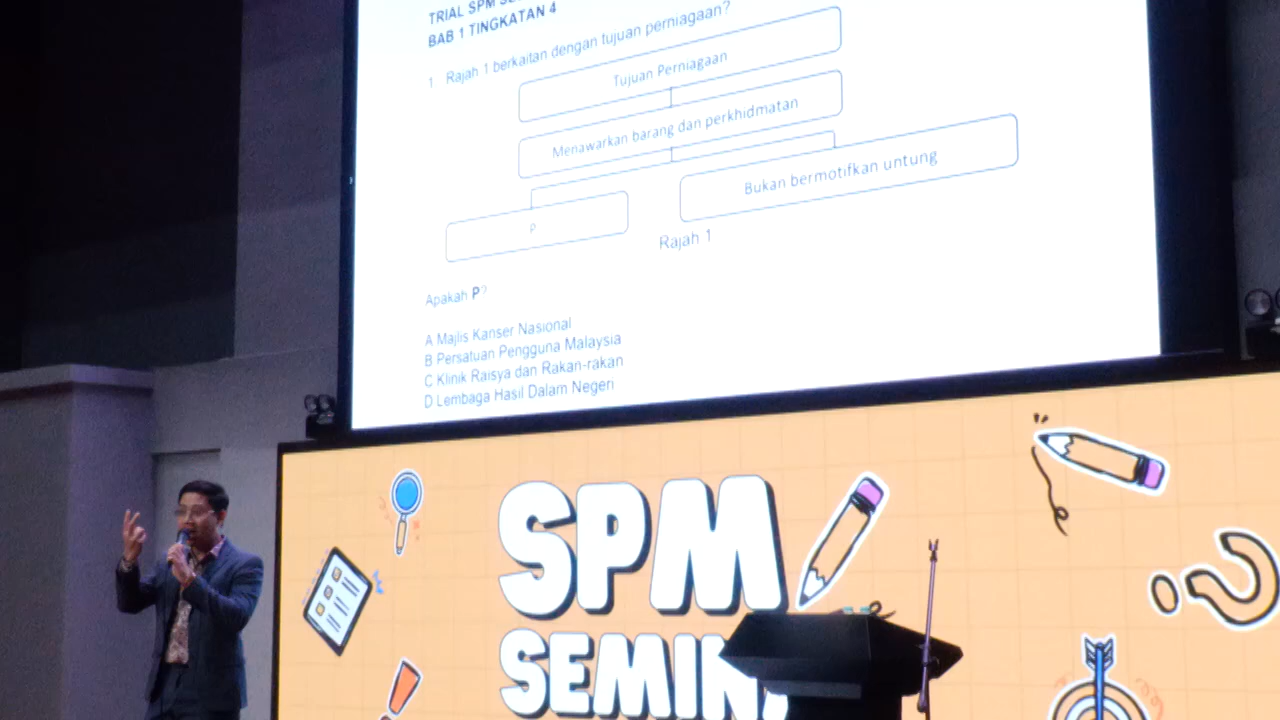 TRIAL SPM
BAB 1 TINGKATAN 4
1 Rajah 1 berkaitan dengan tujuan perniagaan?
Tujuan Perniagaan
Menawarkan barang dan perkhidmatan
P
Bukan bermotifkan untung
Rajah 1
Apakah P?
A Majlis Kanser Nasional
B Persatuan Pengguna Malaysia
C Klinik Raisya dan Rakan-rakan
D Lembaga Hasil Dalam Negeri
SPM
SEMIN